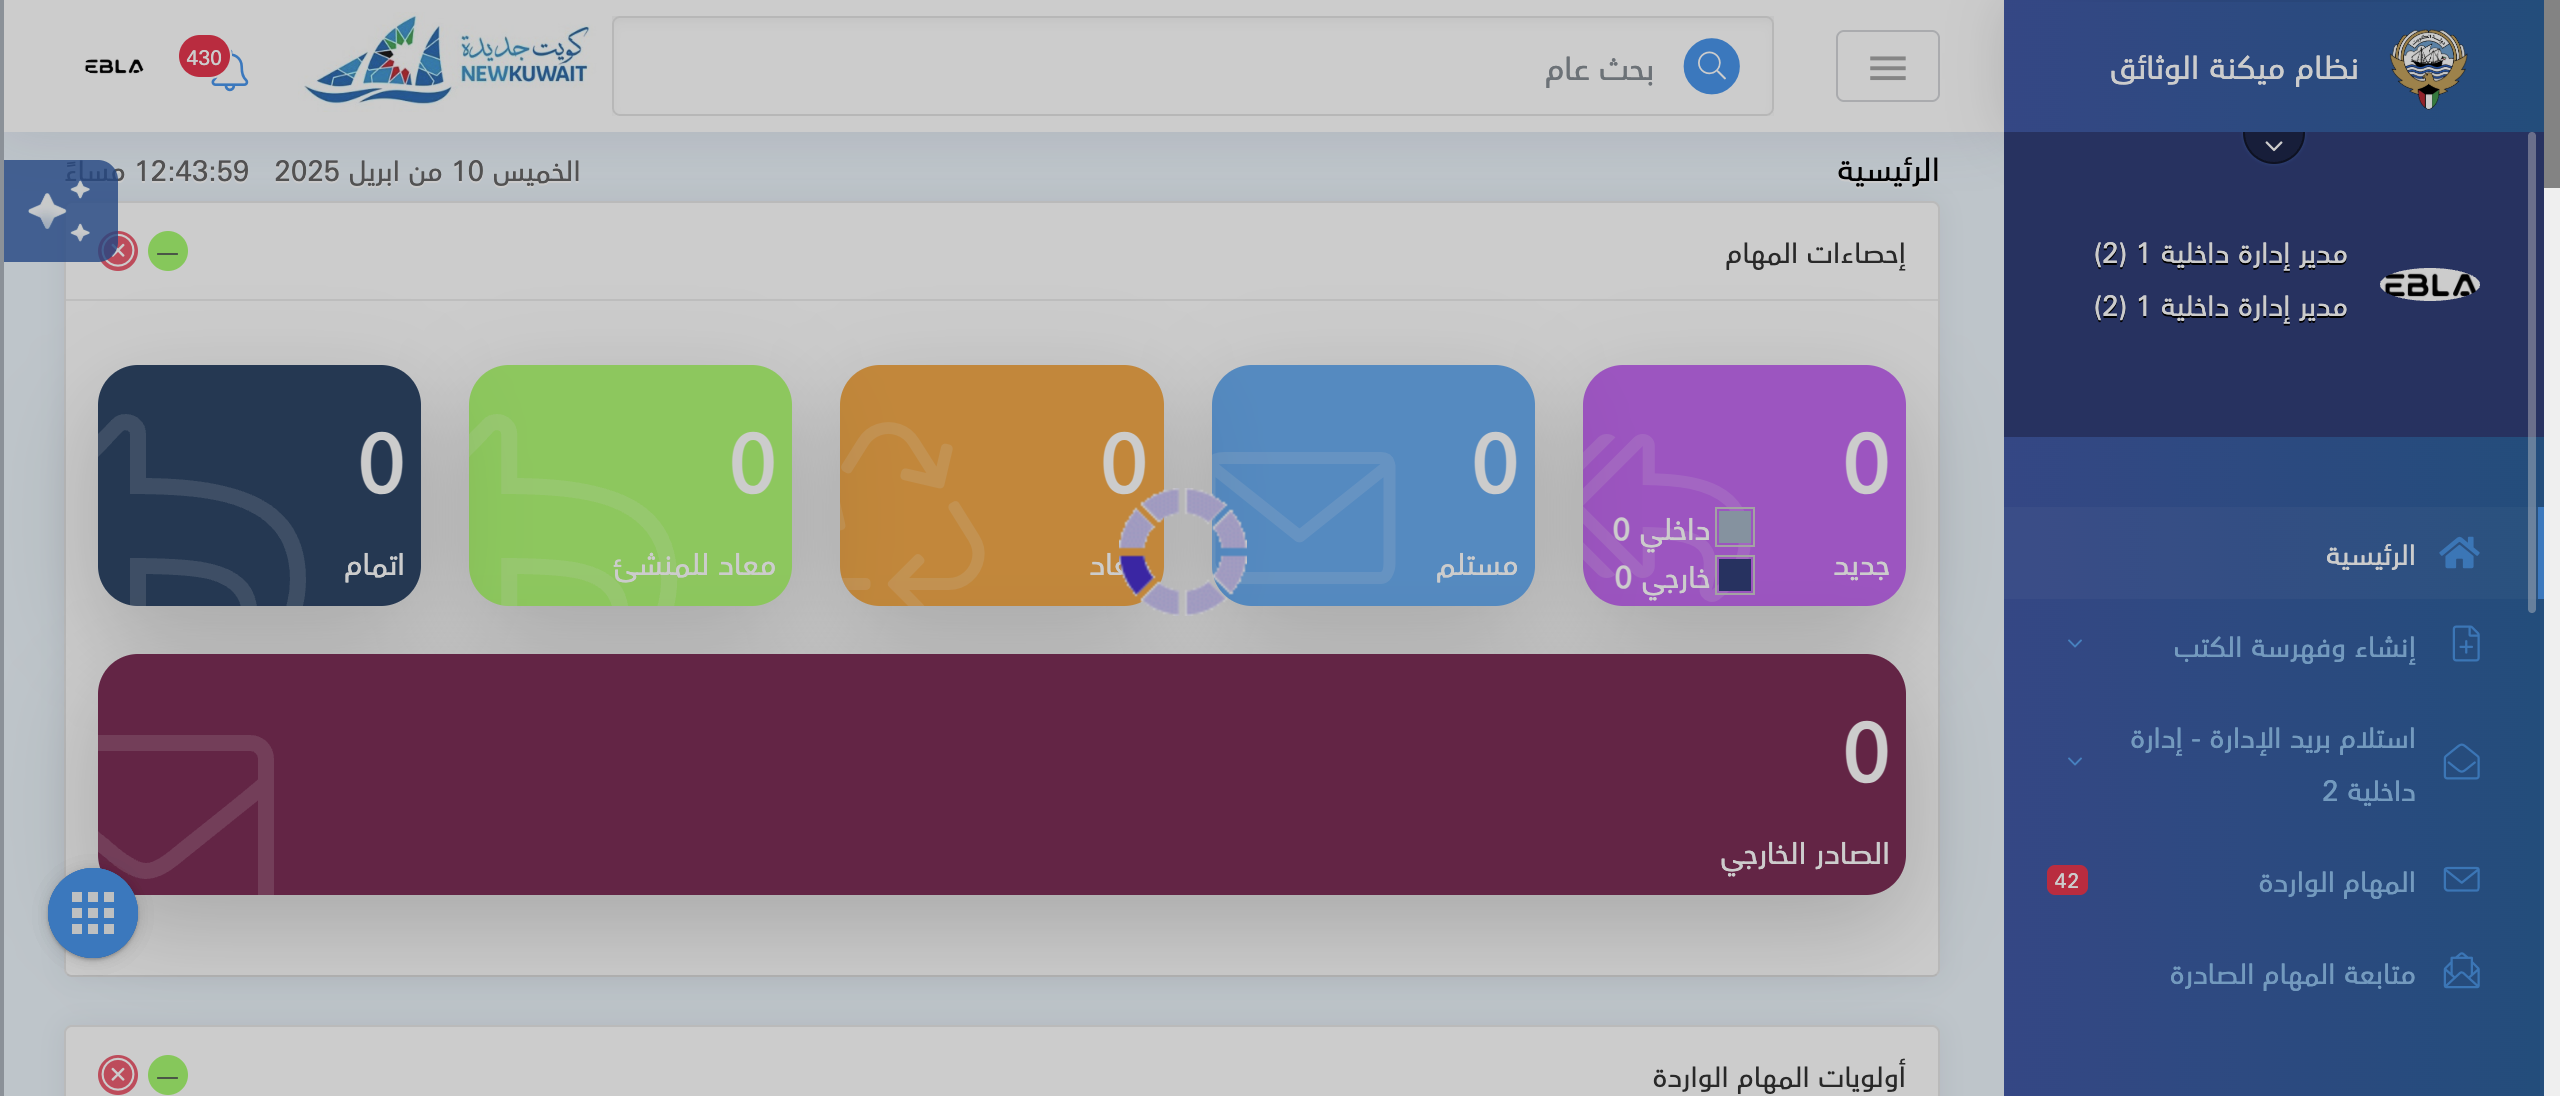 نظام ميكنة الوثائق
بحث عام
كويت جديدة
NEWKUWAIT
430
EBLA
الرئيسية
الخميس 10 من ابريل 2025 12:43:59 مساءً
مدير إدارة داخلية 1 (2)
مدير إدارة داخلية 1 (2)
EBLA
الرئيسية
إنشاء وفهرسة الكتب
استلام بريد الإدارة - إدارة
داخلية 2
المهام الواردة
42
متابعة المهام الصادرة
إحصاءات المهام
0
جديد
داخلي 0
خارجي 0
0
مستلم
0
0
معاد للمنشئ
0
اتمام
0
الصادر الخارجي
أولويات المهام الواردة